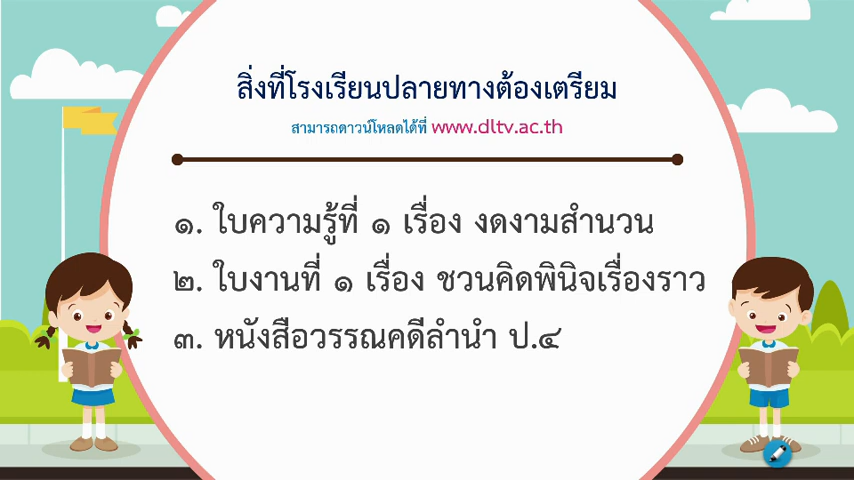 สิ่งที่โรงเรียนปลายทางต้องเตรียม
สามารถดาวน์โหลดได้ที่ www.dltv.ac.th
๑. ใบความรู้ที่ ๑ เรื่อง งดงามสำนวน
๒. ใบงานที่ ๑ เรื่อง ชวนคิดพินิจเรื่องราว
๓. หนังสือวรรณคดีลำนำ ป.๔